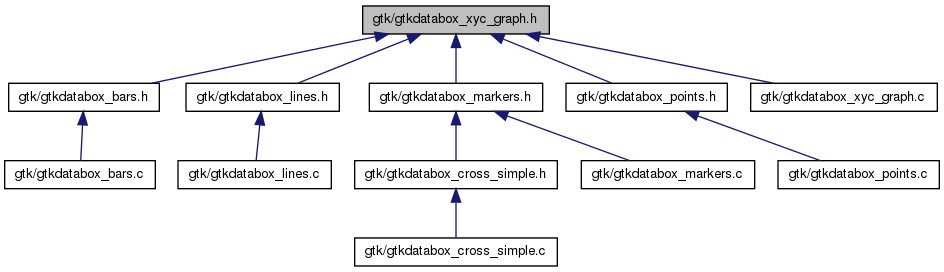 gtk/gtkdatabox_xyc_graph.h
gtk/gtkdatabox_bars.h
gtk/gtkdatabox_lines.h
gtk/gtkdatabox_markers.h
gtk/gtkdatabox_points.h
gtk/gtkdatabox_xyc_graph.c
gtk/gtkdatabox_bars.c
gtk/gtkdatabox_lines.c
gtk/gtkdatabox_cross_simple.h
gtk/gtkdatabox_markers.c
gtk/gtkdatabox_points.c
gtk/gtkdatabox_cross_simple.c